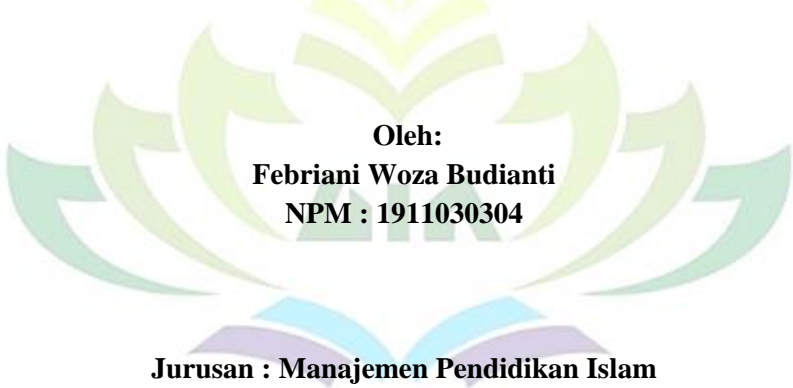 Oleh:
Febriani Woza Budianti
NPM : 1911030304
Jurusan : Manajemen Pendidikan Islam